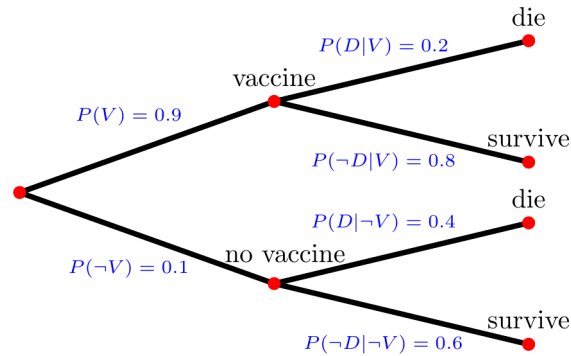 die
P(D|V) = 0.2
vaccine
P(V) = 0.9
survive
P(¬D|V) = 0.8
die
P(D|¬V) = 0.4
no vaccine
P(¬V) = 0.1
survive
P(¬D|¬V) = 0.6